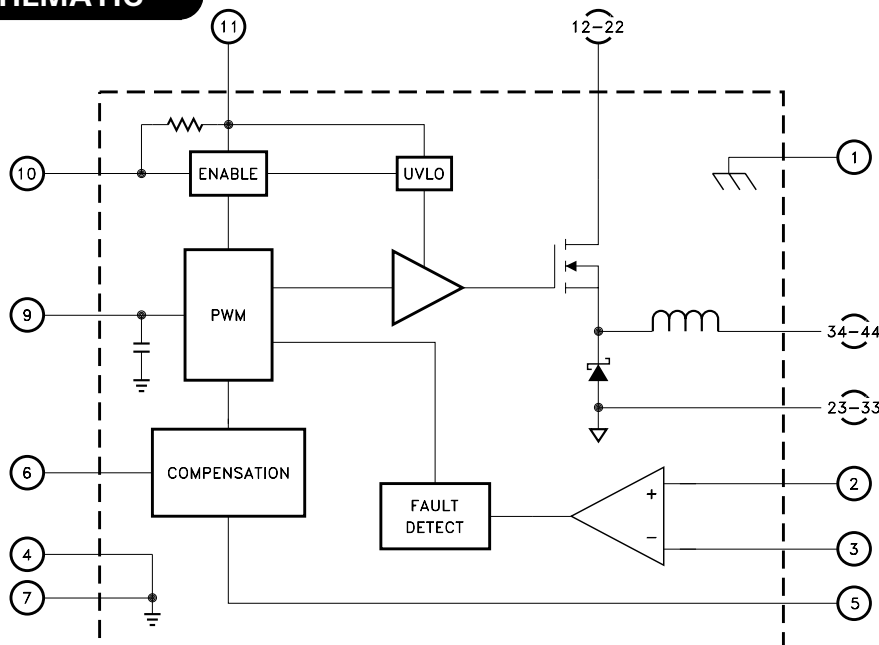 11
12-22
10
ENABLE
UVLO
1
9
PWM
34-44
23-33
6
COMPENSATION
FAULT
DETECT
+
2
−
3
4
7
5